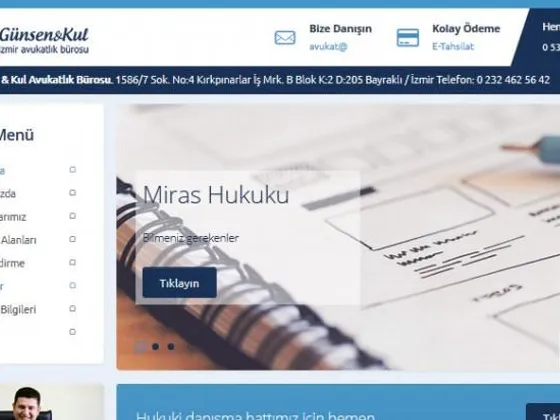 Günsen&Kul
izmir avukatlık bürosu
Bize Danışın
avukat@
Kolay Ödeme
E-Tahsilat
Hem
0 53
& Kul Avukatlık Bürosu. 1586/7 Sok. No:4 Kırkpınarlar İş Mrk. B Blok K:2 D:205 Bayraklı / İzmir Telefon: 0 232 462 56 42
Menü
a
zda
arımız
Alanları
dirme
r
Bilgileri
Miras Hukuku
Bilmeniz gerekenler
Tıklayın
Hukuki danışma hattımız için hemen
Tık